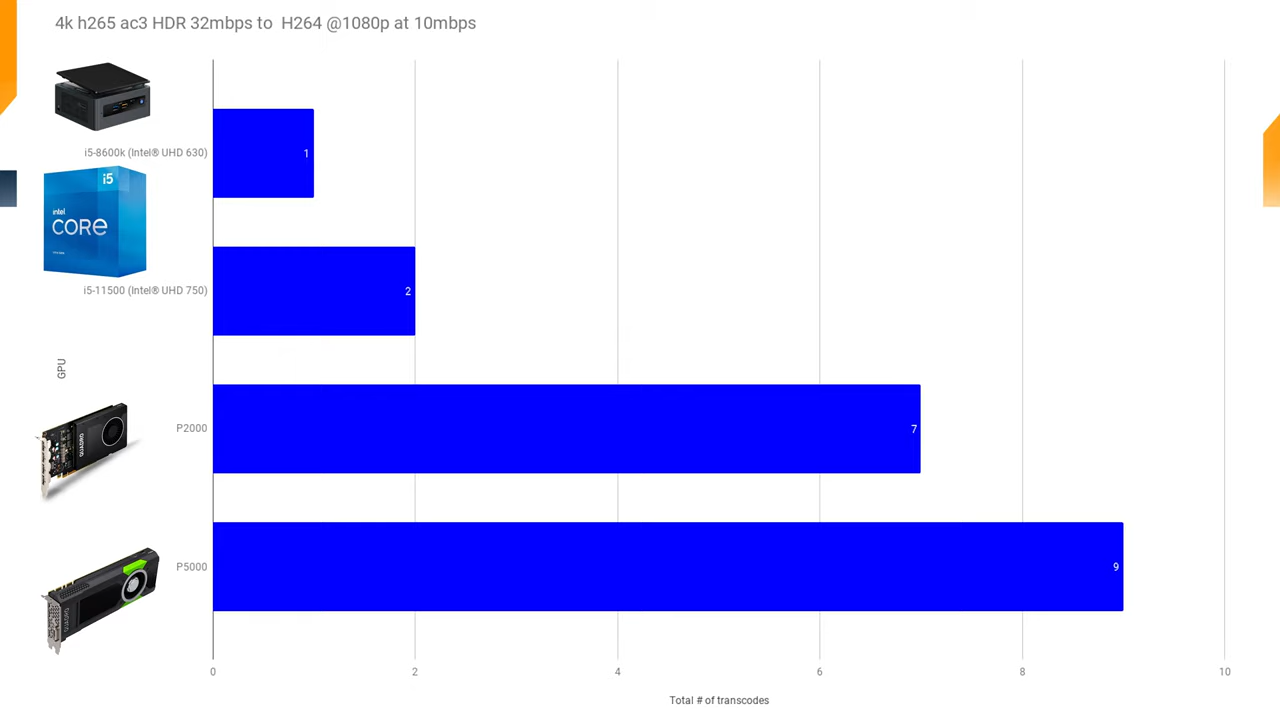 4k h265 ac3 HDR 32mbps to H264 @1080p at 10mbps
i5-8600k (Intel® UHD 630)
1
i5
intel
CORE
i5-11500 (Intel® UHD 750)
2
GPU
QUADRO
P2000
7
QUADRO
P5000
9
0
2
4
6
8
10
Total # of transcodes